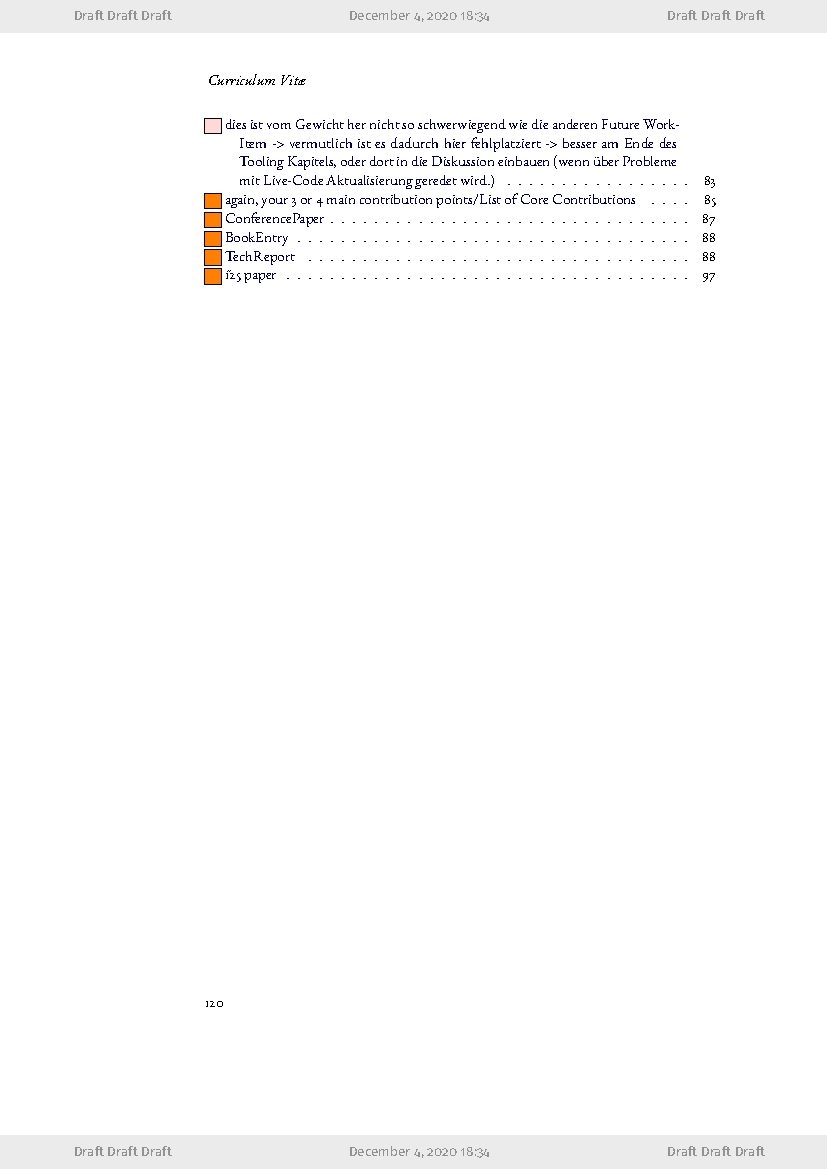 Draft Draft Draft December 4, 2020 18:34 Draft Draft Draft
Curriculum Vitæ
dies ist vom Gewicht her nicht so schwerwiegend wie die anderen Future Work-
Item -> vermutlich ist es dadurch hier fehlplatziert -> besser am Ende des
Tooling Kapitels, oder dort in die Diskussion einbauen (wenn über Probleme
mit Live-Code Aktualisierung geredet wird.) . . . . . . . . . . . . . . . . . 83
again, your 3 or 4 main contribution points/List of Core Contributions . . . . 85
ConferencePaper . . . . . . . . . . . . . . . . . . . . . . . . . . . . . . . . . 87
BookEntry . . . . . . . . . . . . . . . . . . . . . . . . . . . . . . . . . . . . 88
TechReport . . . . . . . . . . . . . . . . . . . . . . . . . . . . . . . . . . . 88
i25 paper . . . . . . . . . . . . . . . . . . . . . . . . . . . . . . . . . . . . . 97
120
Draft Draft Draft December 4, 2020 18:34 Draft Draft Draft